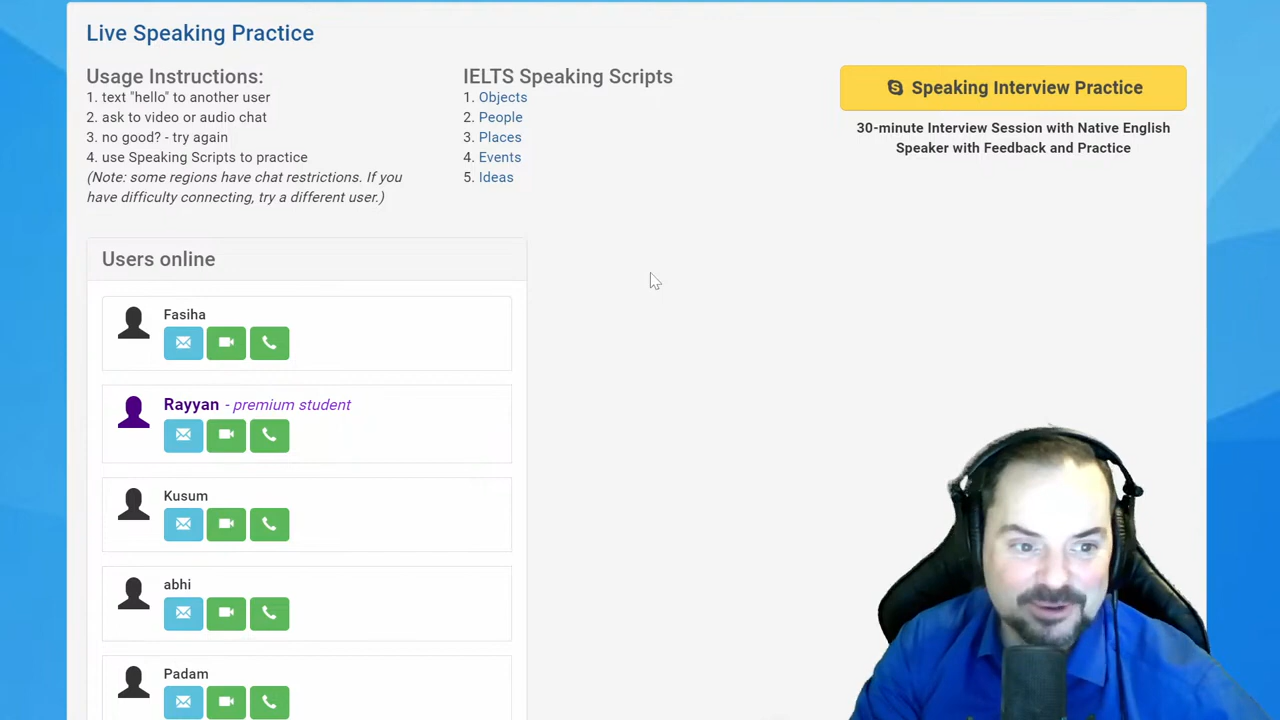 Live Speaking Practice
Usage Instructions:
1. text "hello" to another user
2. ask to video or audio chat
3. no good? - try again
4. use Speaking Scripts to practice
(Note: some regions have chat restrictions. If you
have difficulty connecting, try a different user.)
IELTS Speaking Scripts
1. Objects
2. People
3. Places
4. Events
5. Ideas
Speaking Interview Practice
30-minute Interview Session with Native English
Speaker with Feedback and Practice
Users online
Fasiha
Rayyan - premium student
Kusum
abhi
Padam